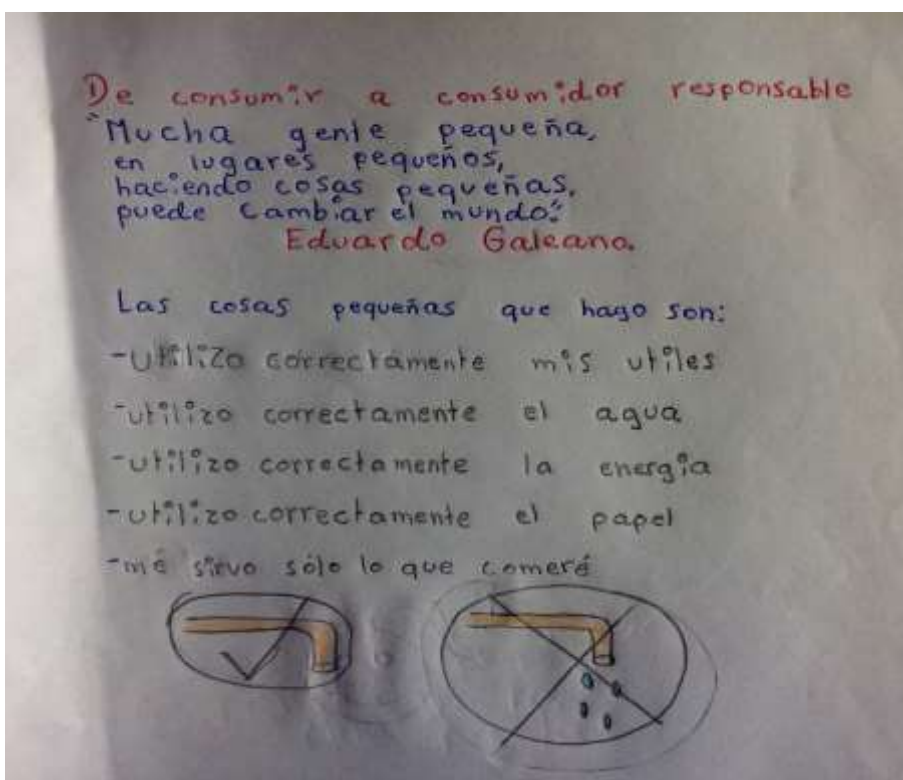 De consumir a consumidor responsable
"Mucha gente pequeña,
en lugares pequeños,
haciendo cosas pequeñas,
puede cambiar el mundo."
Eduardo Galeano.
Las cosas pequeñas que hago son:
-utilizo correctamente mis utiles
-utilizo correctamente el agua
-utilizo correctamente la energia
-utilizo correctamente el papel
-me sirvo sólo lo que comeré